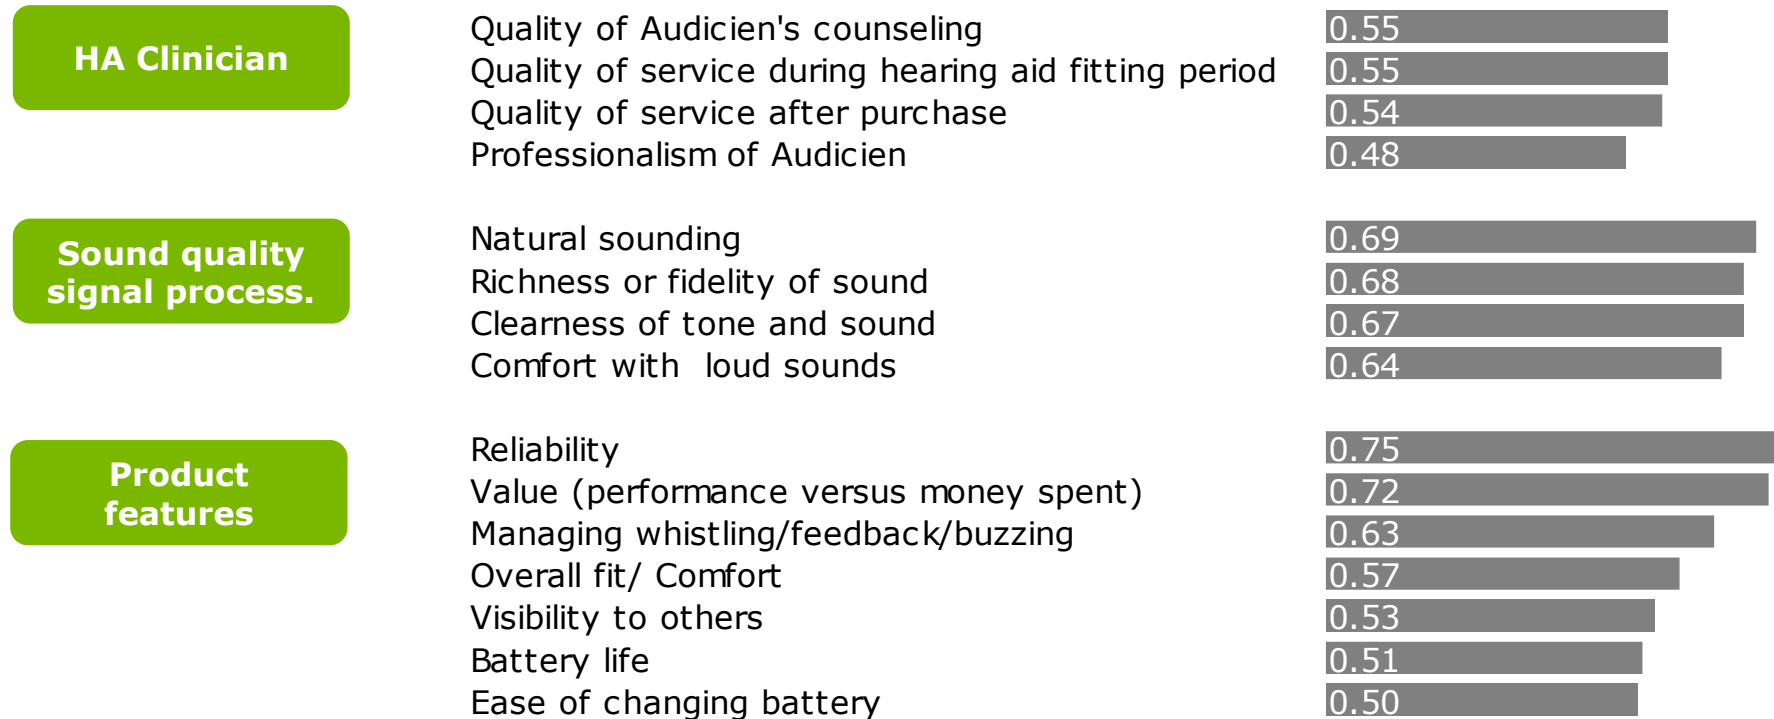 HA Clinician
Quality of Audicien's counseling 0.55
Quality of service during hearing aid fitting period 0.55
Quality of service after purchase 0.54
Professionalism of Audicien 0.48
Sound quality
signal process.
Natural sounding 0.69
Richness or fidelity of sound 0.68
Clearness of tone and sound 0.67
Comfort with  loud sounds 0.64
Product
features
Reliability 0.75
Value (performance versus money spent) 0.72
Managing whistling/feedback/buzzing 0.63
Overall fit/ Comfort 0.57
Visibility to others 0.53
Battery life 0.51
Ease of changing battery 0.50